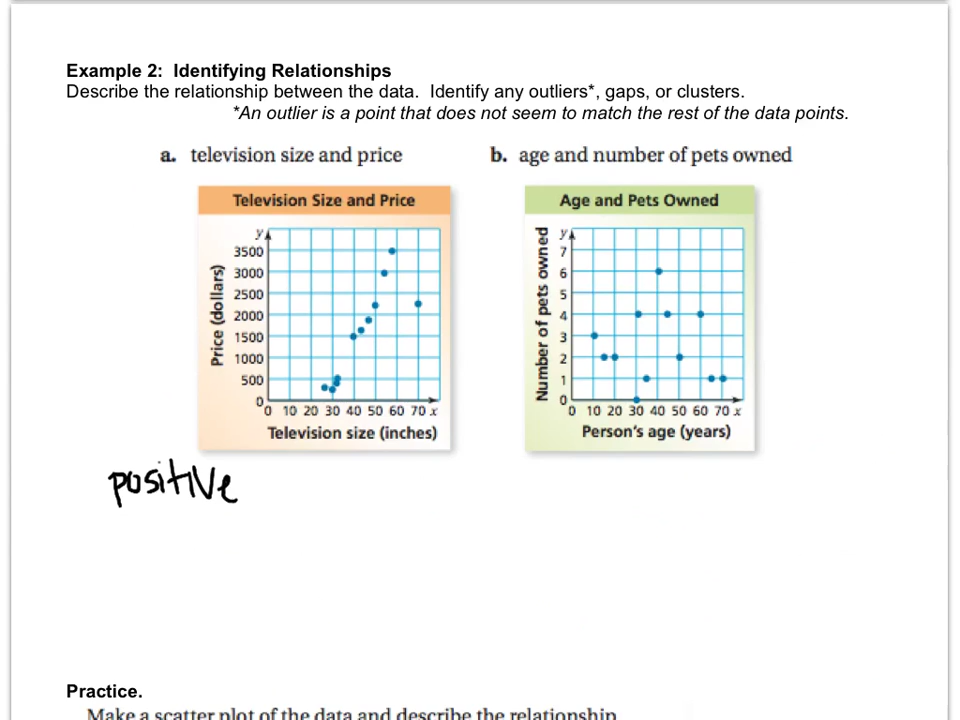 Example 2:  Identifying Relationships
Describe the relationship between the data.  Identify any outliers*, gaps, or clusters.
*An outlier is a point that does not seem to match the rest of the data points.
a. television size and price
Television Size and Price
y
3500
3000
2500
2000
1500
1000
500
0
Price (dollars)
0 10 20 30 40 50 60 70 x
Television size (inches)
b. age and number of pets owned
Age and Pets Owned
y
7
6
5
4
3
2
1
0
Number of pets owned
0 10 20 30 40 50 60 70 x
Person's age (years)
positive
Practice.
Make a scatter plot of the data and describe the relationship